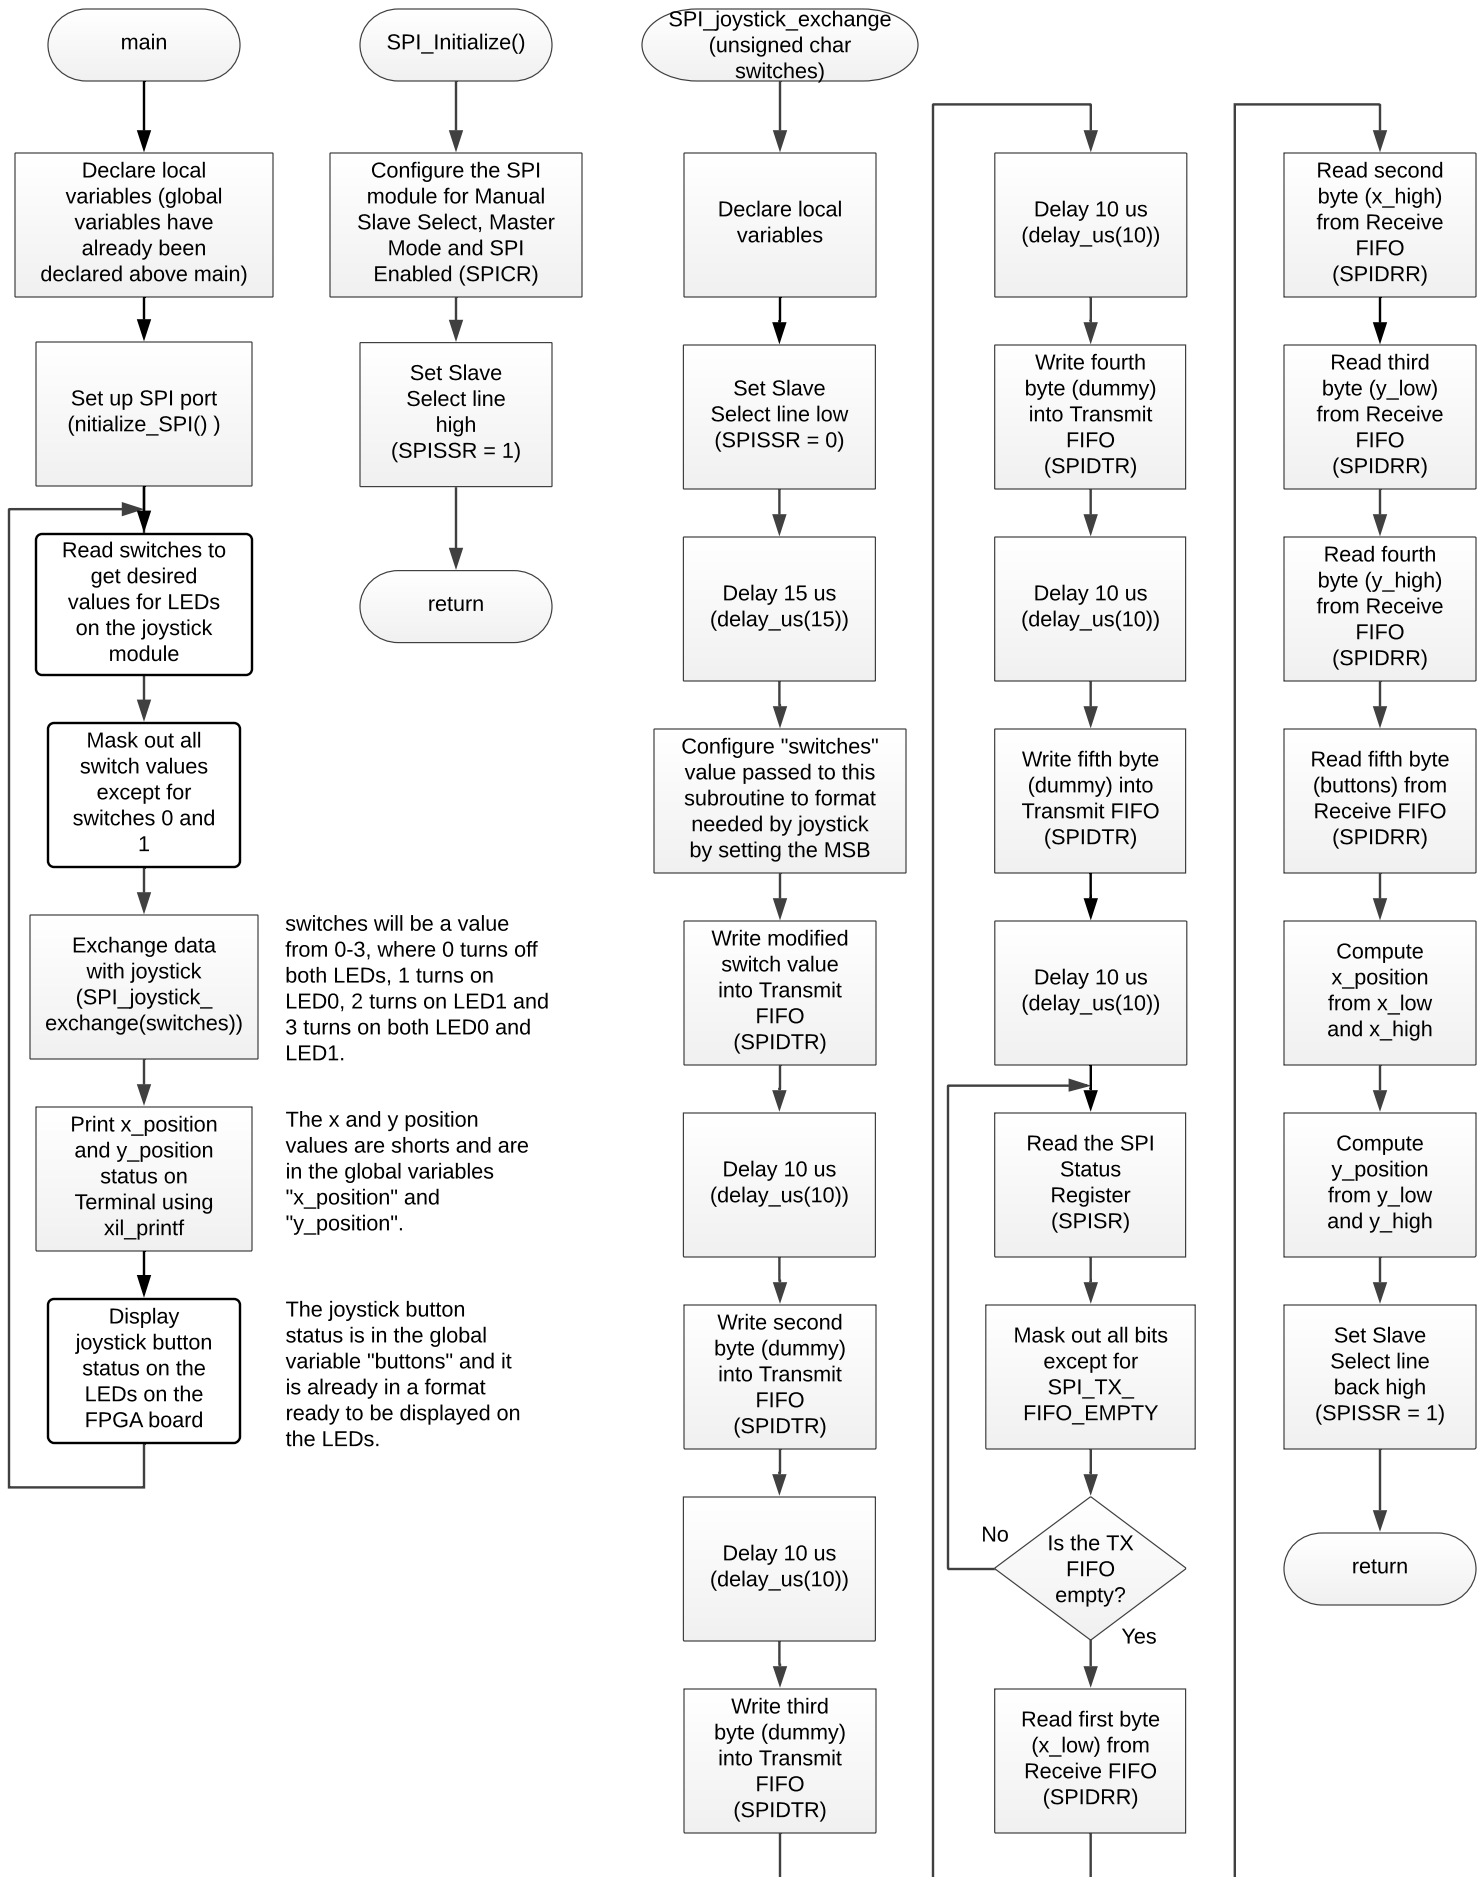 main
Declare local
variables (global
variables have
already been
declared above main)
Set up SPI port
(nitialize_SPI() )
Read switches to
get desired
values for LEDs
on the joystick
module
Mask out all
switch values
except for
switches 0 and
1
Exchange data
with joystick
(SPI_joystick_
exchange(switches))
switches will be a value
from 0-3, where 0 turns off
both LEDs, 1 turns on
LED0, 2 turns on LED1 and
3 turns on both LED0 and
LED1.
Print x_position
and y_position
status on
Terminal using
xil_printf
The x and y position
values are shorts and are
in the global variables
"x_position" and
"y_position".
Display
joystick button
status on the
LEDs on the
FPGA board
The joystick button
status is in the global
variable "buttons" and it
is already in a format
ready to be displayed on
the LEDs.
SPI_Initialize()
Configure the SPI
module for Manual
Slave Select, Master
Mode and SPI
Enabled (SPICR)
Set Slave
Select line
high
(SPISSR = 1)
return
SPI_joystick_exchange
(unsigned char
switches)
Declare local
variables
Set Slave
Select line low
(SPISSR = 0)
Delay 15 us
(delay_us(15))
Configure "switches"
value passed to this
subroutine to format
needed by joystick
by setting the MSB
Write modified
switch value
into Transmit
FIFO
(SPIDTR)
Delay 10 us
(delay_us(10))
Write second
byte (dummy)
into Transmit
FIFO
(SPIDTR)
Delay 10 us
(delay_us(10))
Write third
byte (dummy)
into Transmit
FIFO
(SPIDTR)
Delay 10 us
(delay_us(10))
Write fourth
byte (dummy)
into Transmit
FIFO
(SPIDTR)
Delay 10 us
(delay_us(10))
Write fifth byte
(dummy) into
Transmit FIFO
(SPIDTR)
Delay 10 us
(delay_us(10))
Read the SPI
Status
Register
(SPISR)
Mask out all bits
except for
SPI_TX_
FIFO_EMPTY
No
Is the TX
FIFO
empty?
Yes
Read first byte
(x_low) from
Receive FIFO
(SPIDRR)
Read second
byte (x_high)
from Receive
FIFO
(SPIDRR)
Read third
byte (y_low)
from Receive
FIFO
(SPIDRR)
Read fourth
byte (y_high)
from Receive
FIFO
(SPIDRR)
Read fifth byte
(buttons) from
Receive FIFO
(SPIDRR)
Compute
x_position
from x_low
and x_high
Compute
y_position
from y_low
and y_high
Set Slave
Select line
back high
(SPISSR = 1)
return